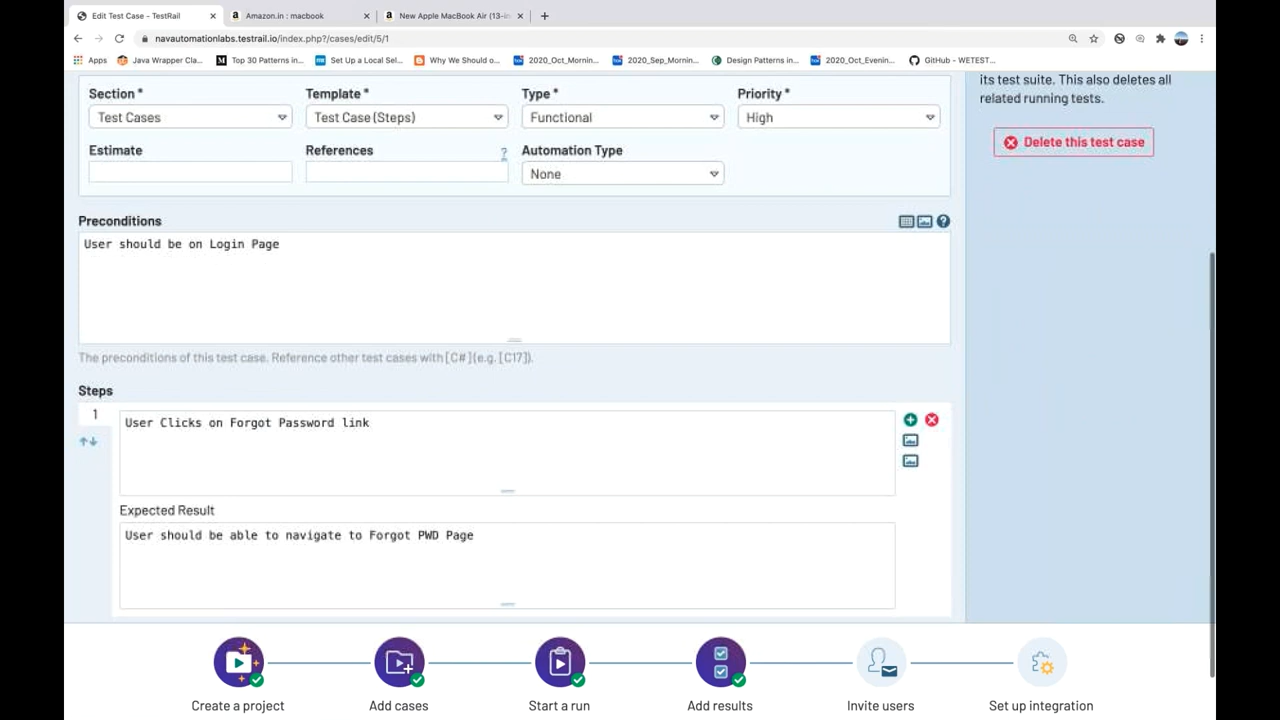 Edit Test Case - TestRail
Amazon.in : macbook
New Apple MacBook Air (13-in
navautomationlabs.testrail.io/index.php?/cases/edit/5/1
Apps Java Wrapper Cla... Top 30 Patterns in... Set Up a Local Sel... Why We Should o... 2020_Oct_Mornin... 2020_Sep_Mornin... Design Patterns in... 2020_Oct_Evenin... GitHub - WETEST...
its test suite. This also deletes all
related running tests.
Delete this test case
Section * Template * Type * Priority *
Test Cases Test Case (Steps) Functional High
Estimate References ? Automation Type
None
Preconditions
User should be on Login Page
The preconditions of this test case. Reference other test cases with [C#] (e.g. [C17]).
Steps
1
User Clicks on Forgot Password link
Expected Result
User should be able to navigate to Forgot PWD Page
Create a project Add cases Start a run Add results Invite users Set up integration